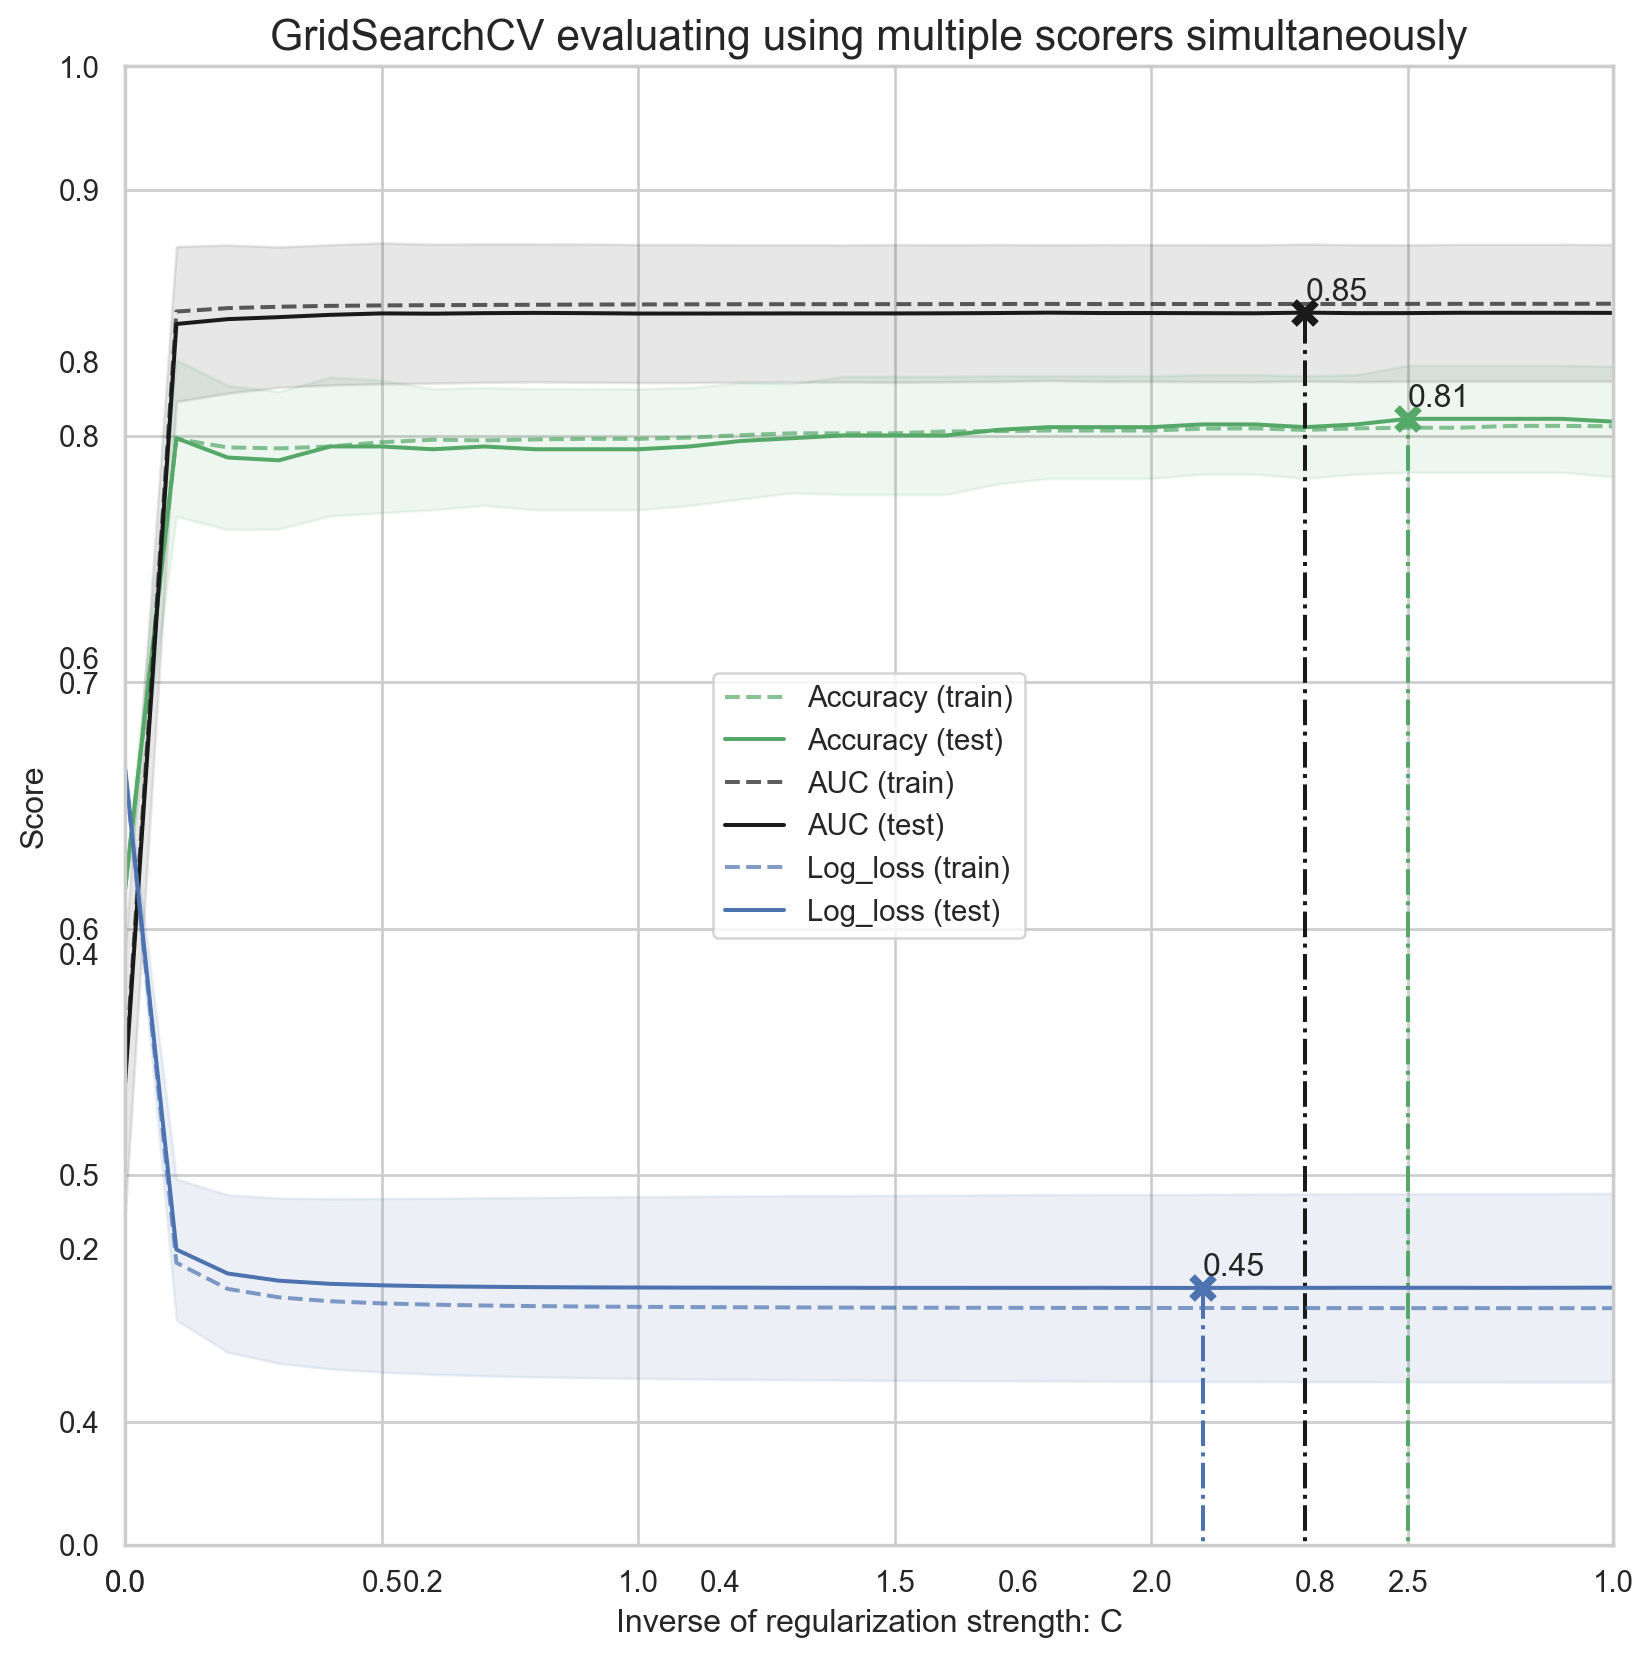 GridSearchCV evaluating using multiple scorers simultaneously
1.0
0.9
0.8
0.8
0.6
0.7
0.6
0.4
0.5
0.2
0.4
0.0
Score
0.85
0.81
0.45
Accuracy (train)
Accuracy (test)
AUC (train)
AUC (test)
Log_loss (train)
Log_loss (test)
0.0 0.5 0.2 1.0 0.4 1.5 0.6 2.0 0.8 2.5 1.0
Inverse of regularization strength: C